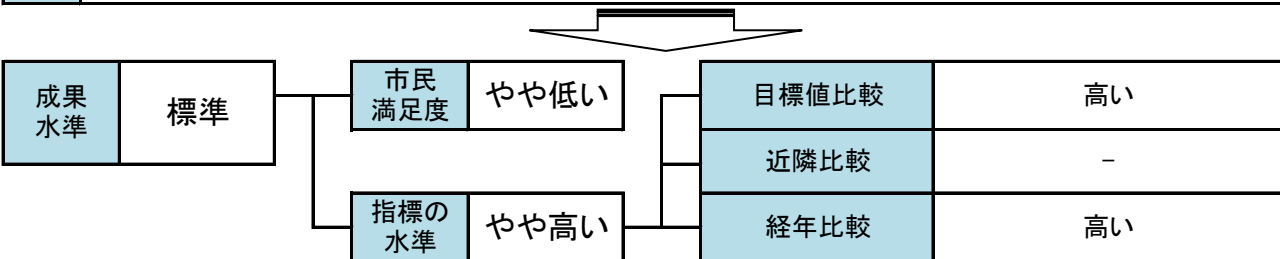 成果
水準
標準
市民
満足度
やや低い
指標の
水準
やや高い
目標値比較
高い
近隣比較
－
経年比較
高い